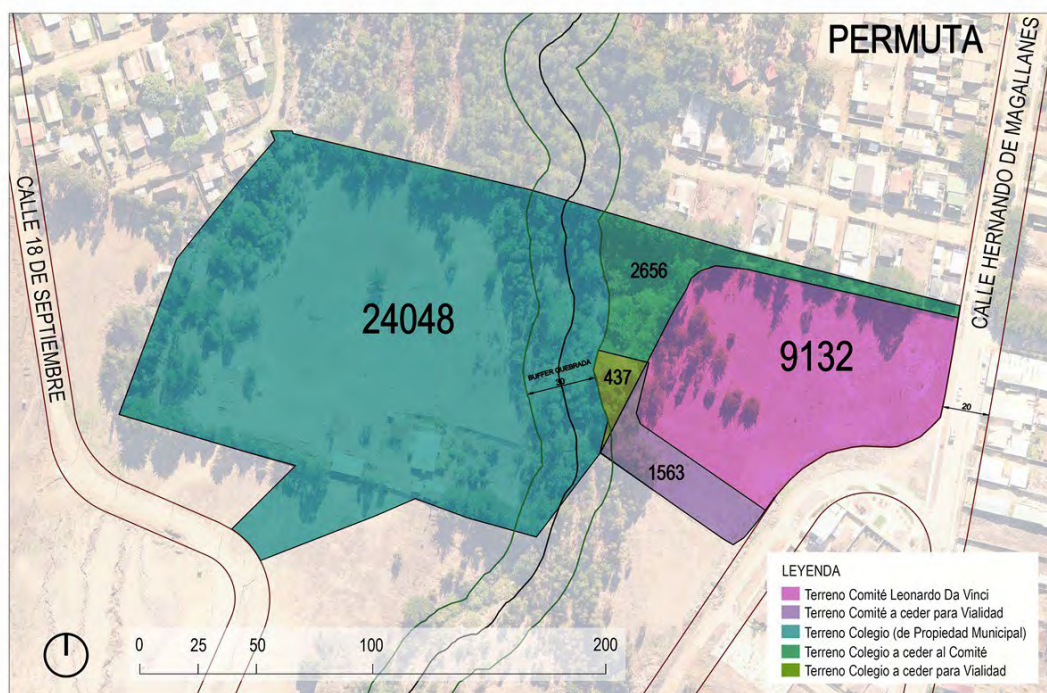 PERMUTA
CALLE HERNANDO DE MAGALLANES
CALLE 18 DE SEPTIEMBRE
2656
24048
9132
BUFFER QUEBRADA
30
437
20
1563
LEYENDA
Terreno Comité Leonardo Da Vinci
Terreno Comité a ceder para Vialidad
Terreno Colegio (de Propiedad Municipal)
Terreno Colegio a ceder al Comité
Terreno Colegio a ceder para Vialidad
0 25 50 100 200